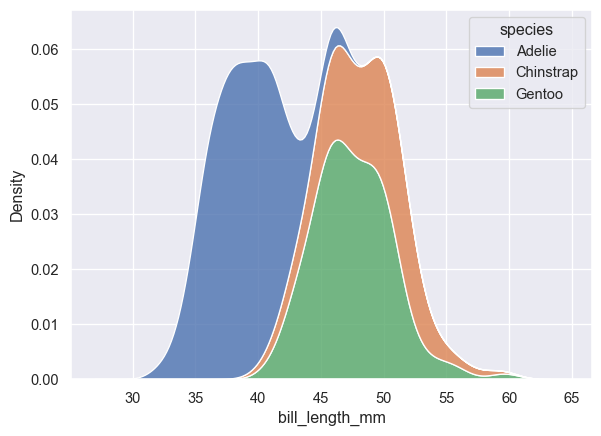 species
Adelie
Chinstrap
Gentoo
0.06
0.05
0.04
0.03
0.02
0.01
0.00
Density
30 35 40 45 50 55 60 65
bill_length_mm